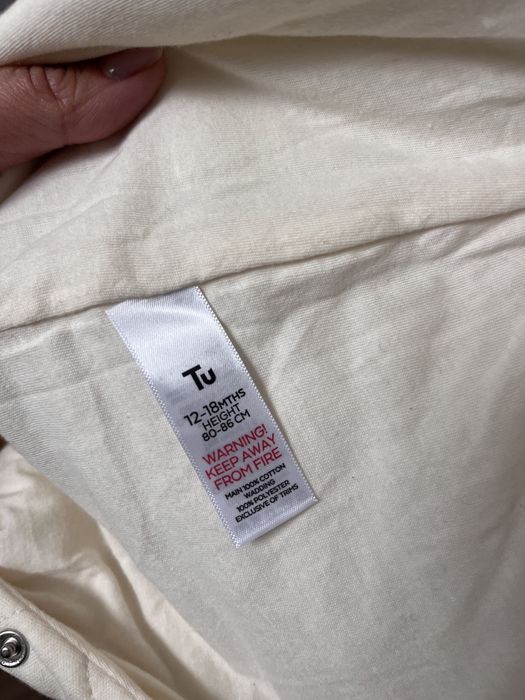 Tu
12-18MTHS
HEIGHT
80-86 CM
WARNING!
KEEP AWAY
FROM FIRE
MAIN 100% COTTON
WADDING
100% POLYESTER
EXCLUSIVE OF TRIMS